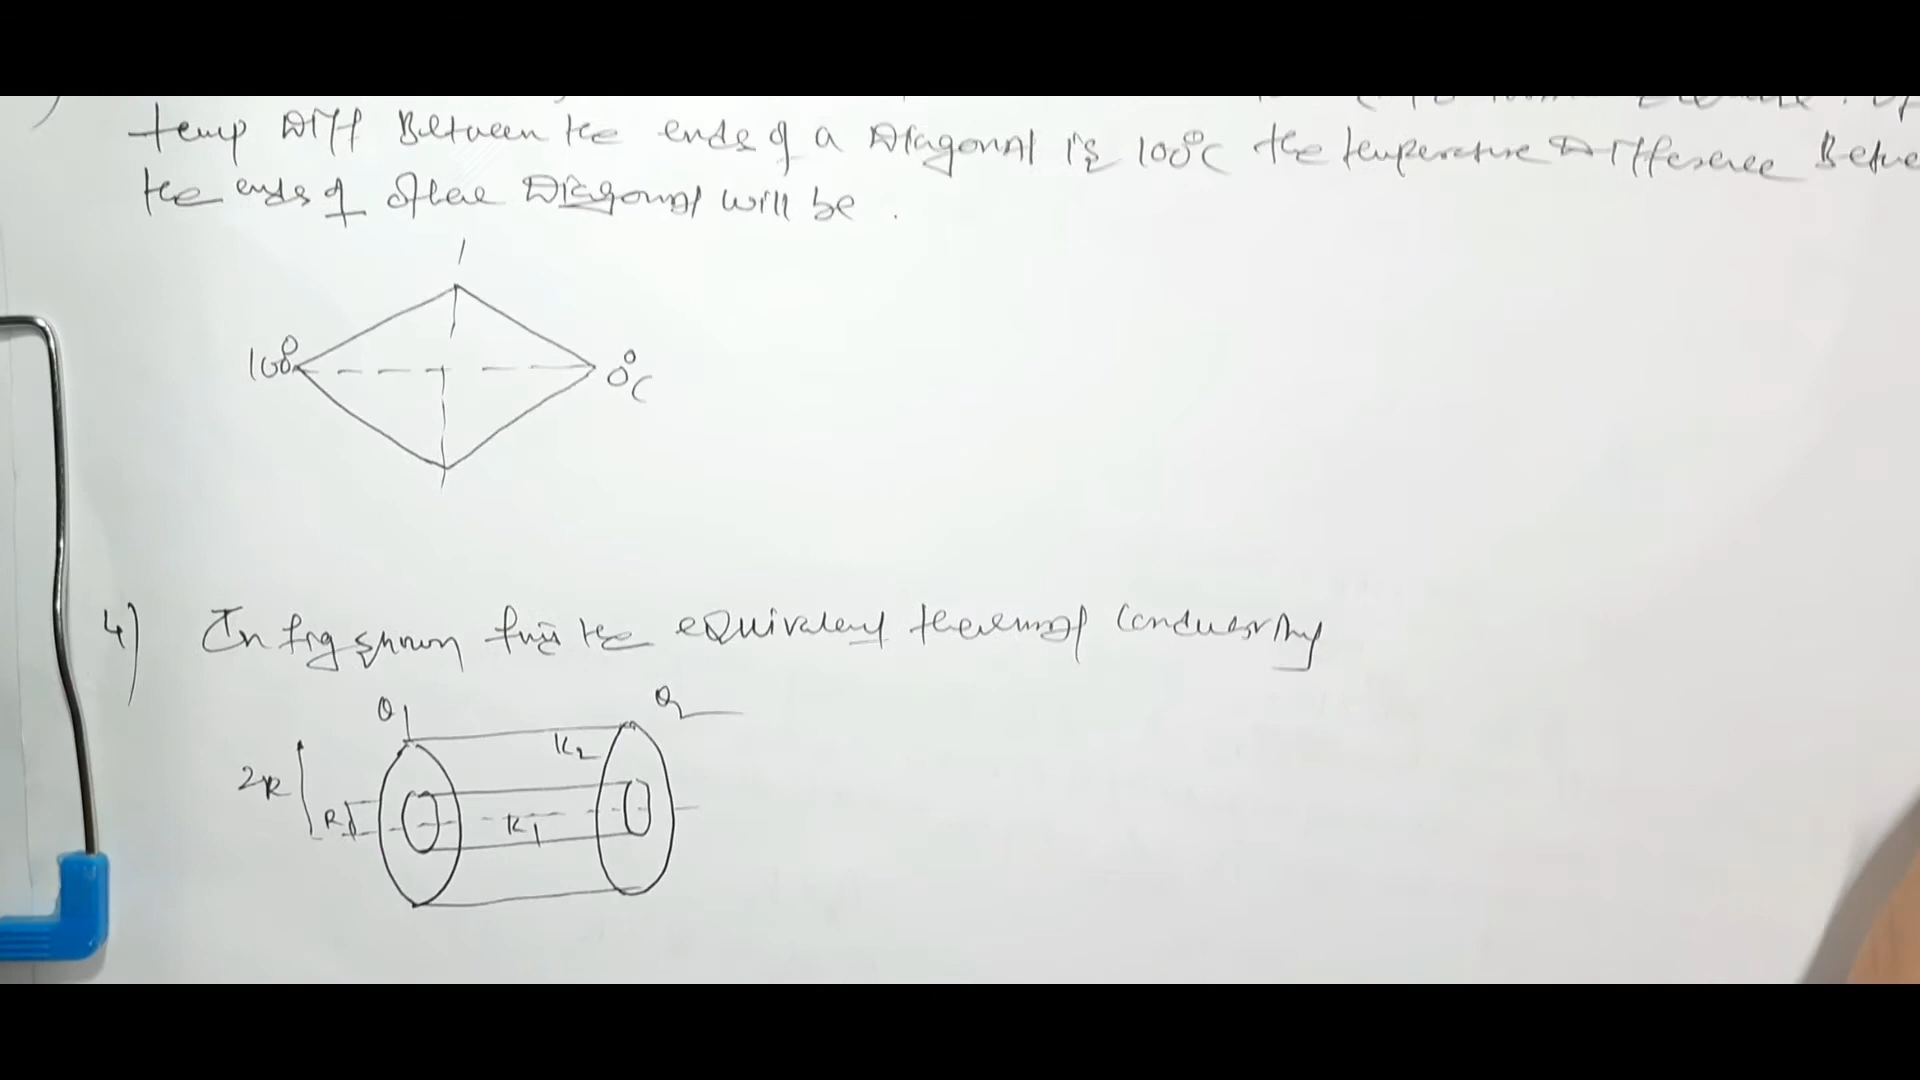 temp Diff Between the ends of a Diagonal is 100°C the temperature Difference Betwe
the ends of other Diagonal will be .
100°
0°C
4) In fig shown find the equivalent thermal conductivity
θ1 θ2
K2
2R
R
K1